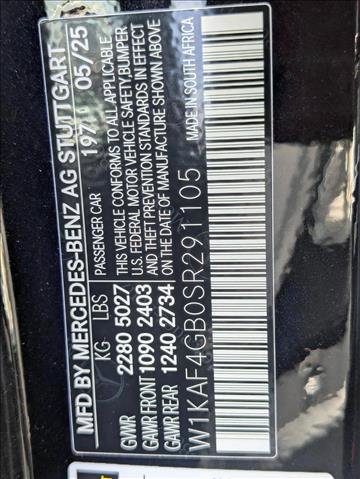 MFD BY MERCEDES-BENZ AG STUTTGART
197 05/25
PASSENGER CAR
KG LBS
GVWR 2280 5027
GAWR FRONT 1090 2403
GAWR REAR 1240 2734
THIS VEHICLE CONFORMS TO ALL APPLICABLE
U.S. FEDERAL MOTOR VEHICLE SAFETY, BUMPER
AND THEFT PREVENTION STANDARDS IN EFFECT
ON THE DATE OF MANUFACTURE SHOWN ABOVE
W1KAF4GB0SR291105
MADE IN SOUTH AFRICA